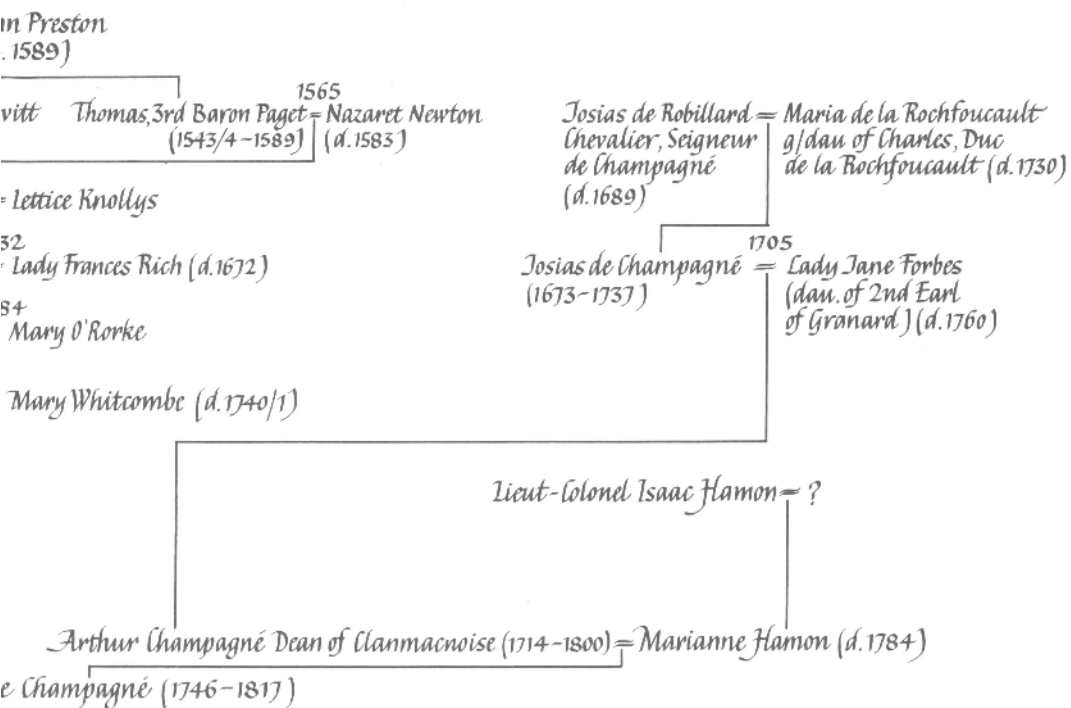 nn Preston
. 1589)
1565
vitt Thomas, 3rd Baron Paget = Nazaret Newton
(1543/4-1589) (d. 1583)
Josias de Robillard = Maria de la Rochfoucault
Chevalier, Seigneur g/dau of Charles, Duc
de Champagné de la Rochfoucault (d. 1730)
(d. 1689)
= Lettice Knollys
32
Lady Frances Rich (d. 1672)
1705
Josias de Champagné = Lady Jane Forbes
(1673-1737) (dau. of 2nd Earl
of Granard) (d. 1760)
84
Mary O'Rorke
Mary Whitcombe (d. 1740/1)
Lieut-Colonel Isaac Hamon = ?
Arthur Champagné Dean of Clanmacnoise (1714-1800) = Marianne Hamon (d. 1784)
e Champagné (1746-1817)